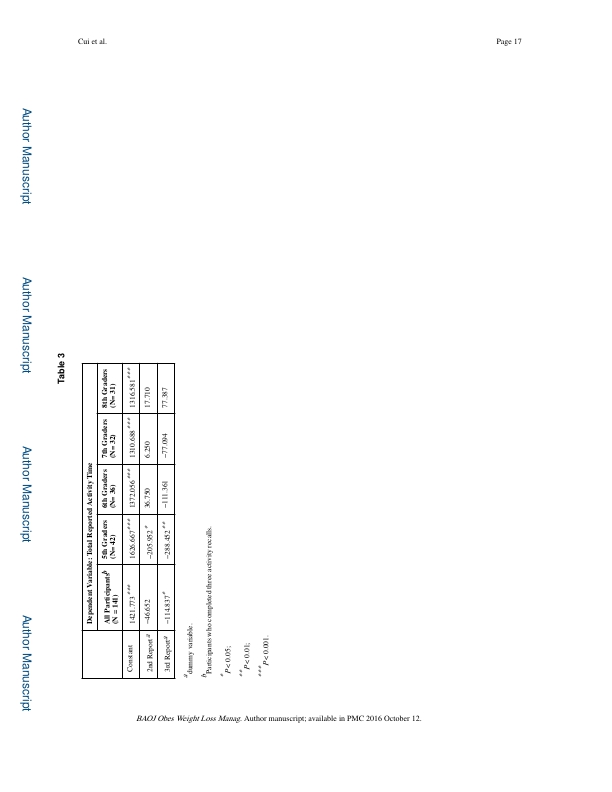 Cui et al.
Page 17
Author Manuscript
Author Manuscript
Author Manuscript
Author Manuscript
Table 3
Dependent Variable: Total Reported Activity Time
All Participants^b (N = 141) 5th Graders (N= 42) 6th Graders (N= 36) 7th Graders (N= 32) 8th Graders (N= 31)
Constant 1421.773 *** 1626.667 *** 1372.056 *** 1310.688 *** 1316.581 ***
2nd Report^a −46.652 −205.952 * 36.750 6.250 17.710
3rd Report^a −114.837 * −288.452 ** −111.361 −77.094 77.387
^a dummy variable.
^b Participants who completed three activity recalls.
* P < 0.05;
** P < 0.01;
*** P < 0.001.
BAOJ Obes Weight Loss Manag. Author manuscript; available in PMC 2016 October 12.